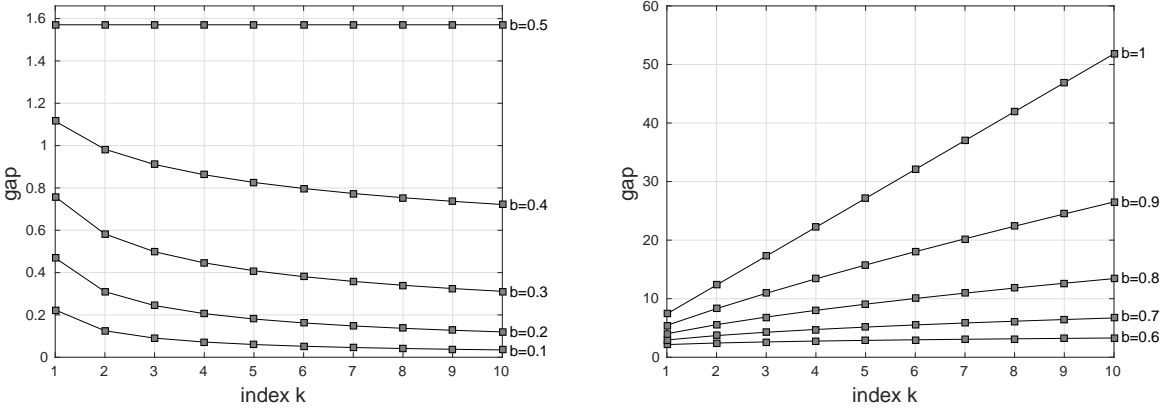 1.6
1.4
1.2
1
0.8
0.6
0.4
0.2
0
gap
b=0.5
b=0.4
b=0.3
b=0.2
b=0.1
1 2 3 4 5 6 7 8 9 10
index k
60
50
40
30
20
10
0
gap
b=1
b=0.9
b=0.8
b=0.7
b=0.6
1 2 3 4 5 6 7 8 9 10
index k